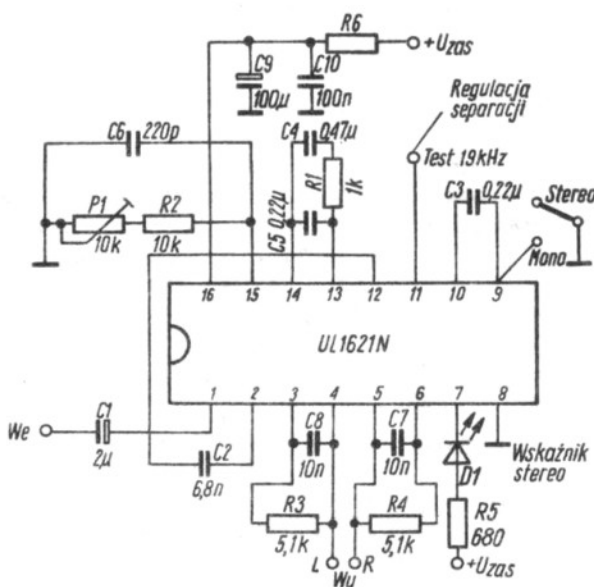 R6
+Uzas
C9
100µ
C10
100n
Regulacja
separacji
C6
220p
C4
0,47µ
Test 19kHz
R1
1k
C3
0,22µ
Stereo
P1
10k
R2
10k
C5
0,22µ
Mono
16 15 14 13 12 11 10 9
UL1621N
1 2 3 4 5 6 7 8
We
C1
2µ
C2
6,8n
C8
10n
C7
10n
D1
Wskaźnik
stereo
R3
5,1k
R4
5,1k
R5
680
L
Wu
R
+Uzas